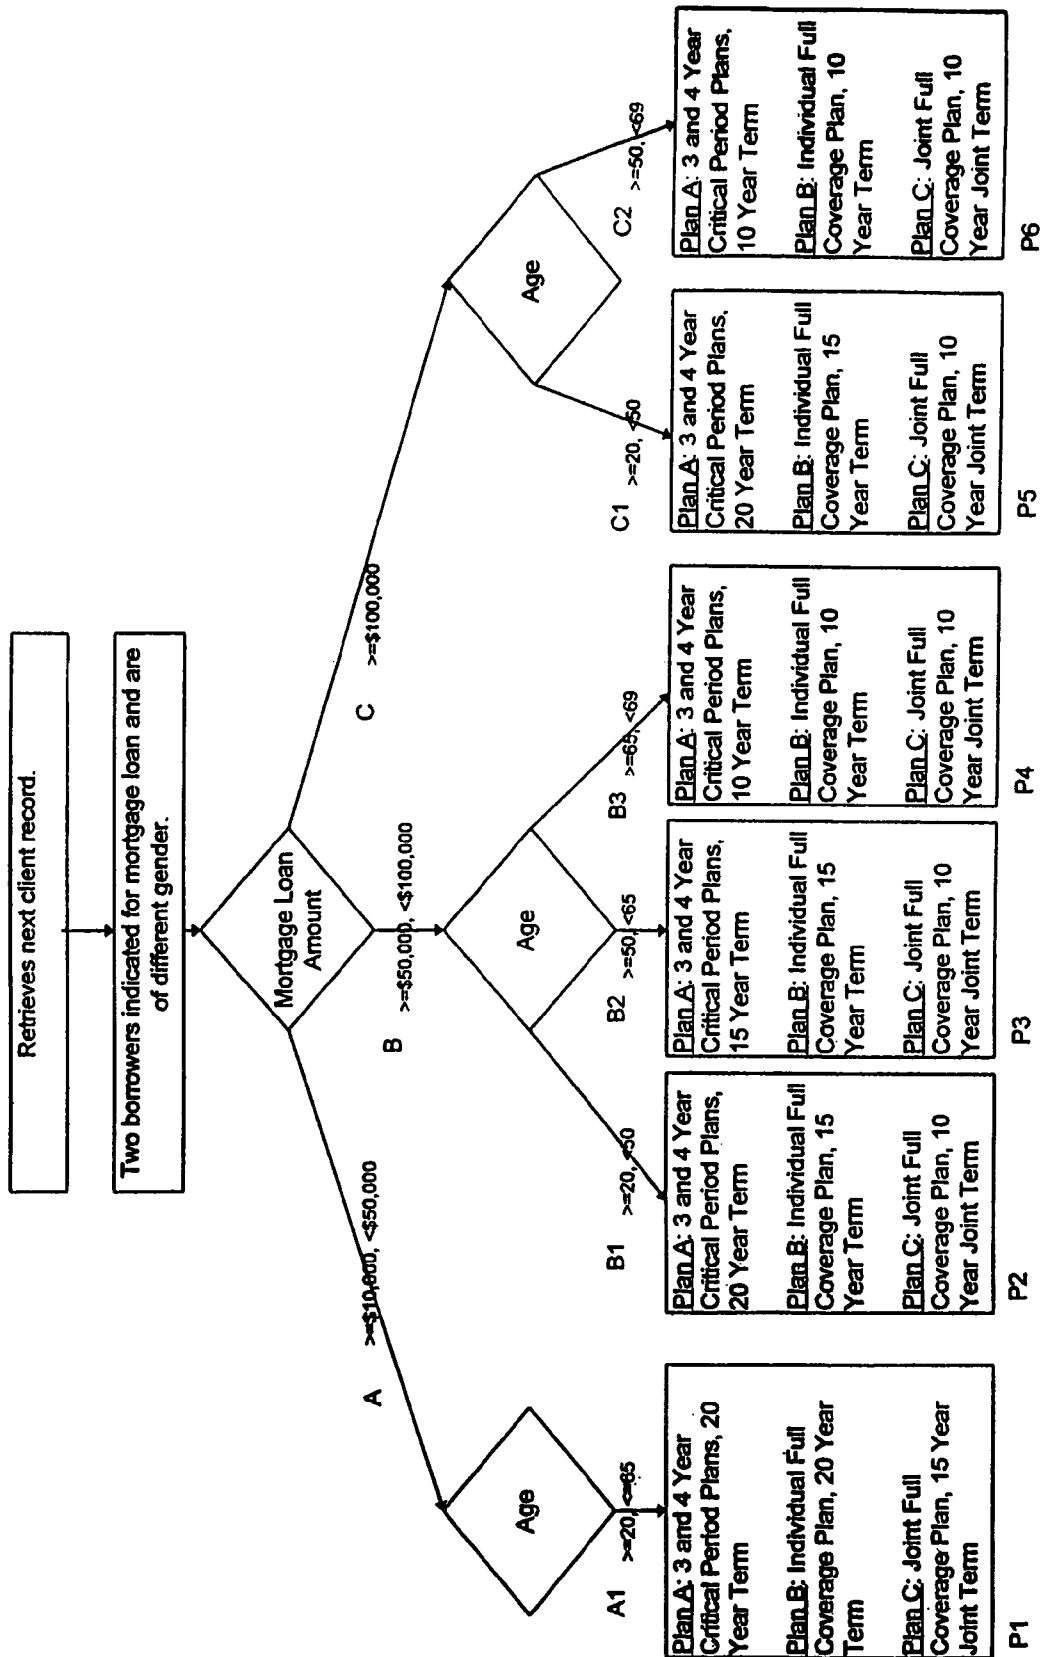 Retrieves next client record.
Two borrowers indicated for mortgage loan and are
of different gender.
Mortgage Loan
Amount
A
>=$10,000, <$50,000
B
>=$50,000, <$100,000
C
>=$100,000
Age
A1
>=20, <=65
Age
B1
>=20, <50
B2
>=50, <65
B3
>=65, <69
Age
C1
>=20, <50
C2
>=50, <69
Plan A: 3 and 4 Year
Critical Period Plans, 20
Year Term
Plan B: Individual Full
Coverage Plan, 20 Year
Term
Plan C: Joint Full
Coverage Plan, 15 Year
Joint Term
P1
Plan A: 3 and 4 Year
Critical Period Plans,
20 Year Term
Plan B: Individual Full
Coverage Plan, 15
Year Term
Plan C: Joint Full
Coverage Plan, 10
Year Joint Term
P2
Plan A: 3 and 4 Year
Critical Period Plans,
15 Year Term
Plan B: Individual Full
Coverage Plan, 15
Year Term
Plan C: Joint Full
Coverage Plan, 10
Year Joint Term
P3
Plan A: 3 and 4 Year
Critical Period Plans,
10 Year Term
Plan B: Individual Full
Coverage Plan, 10
Year Term
Plan C: Joint Full
Coverage Plan, 10
Year Joint Term
P4
Plan A: 3 and 4 Year
Critical Period Plans,
20 Year Term
Plan B: Individual Full
Coverage Plan, 15
Year Term
Plan C: Joint Full
Coverage Plan, 10
Year Joint Term
P5
Plan A: 3 and 4 Year
Critical Period Plans,
10 Year Term
Plan B: Individual Full
Coverage Plan, 10
Year Term
Plan C: Joint Full
Coverage Plan, 10
Year Joint Term
P6